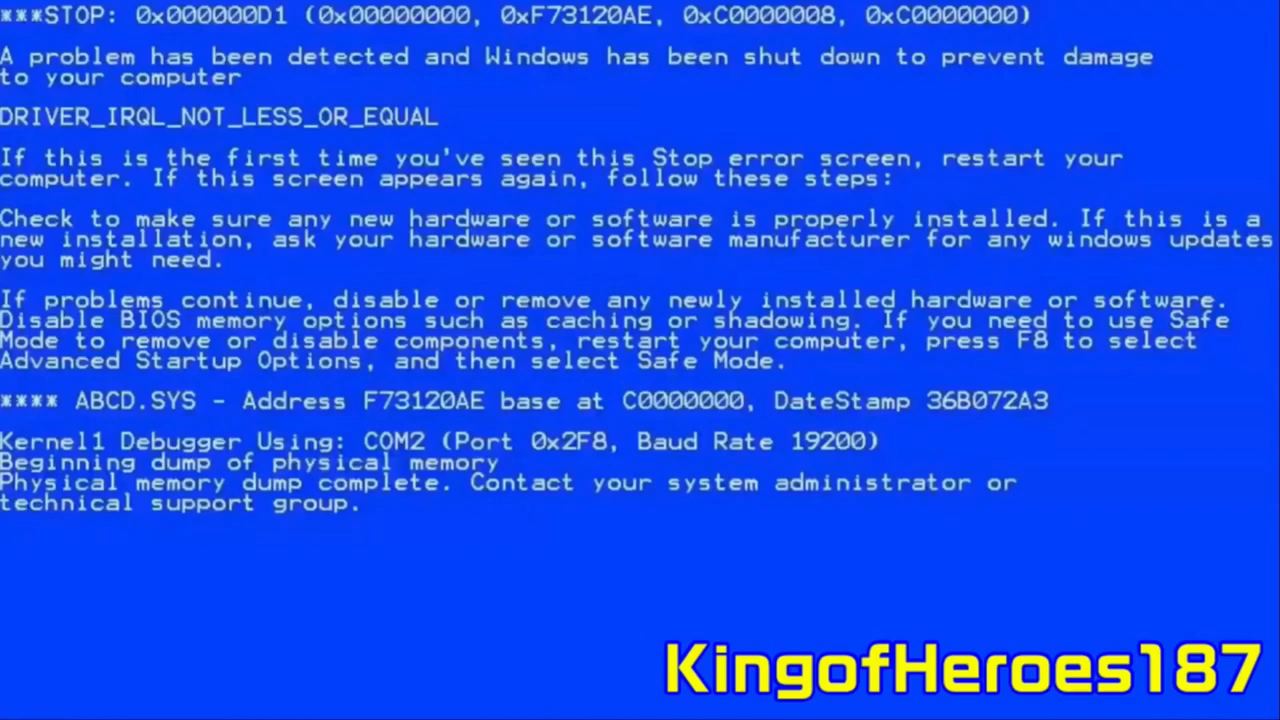 ***STOP: 0x000000D1 (0x00000000, 0xF73120AE, 0xC0000008, 0xC0000000)
A problem has been detected and Windows has been shut down to prevent damage
to your computer
DRIVER_IRQL_NOT_LESS_OR_EQUAL
If this is the first time you've seen this Stop error screen, restart your
computer. If this screen appears again, follow these steps:
Check to make sure any new hardware or software is properly installed. If this is a
new installation, ask your hardware or software manufacturer for any windows updates
you might need.
If problems continue, disable or remove any newly installed hardware or software.
Disable BIOS memory options such as caching or shadowing. If you need to use Safe
Mode to remove or disable components, restart your computer, press F8 to select
Advanced Startup Options, and then select Safe Mode.
**** ABCD.SYS - Address F73120AE base at C0000000, DateStamp 36B072A3
Kernel1 Debugger Using: COM2 (Port 0x2F8, Baud Rate 19200)
Beginning dump of physical memory
Physical memory dump complete. Contact your system administrator or
technical support group.
KingofHeroes187